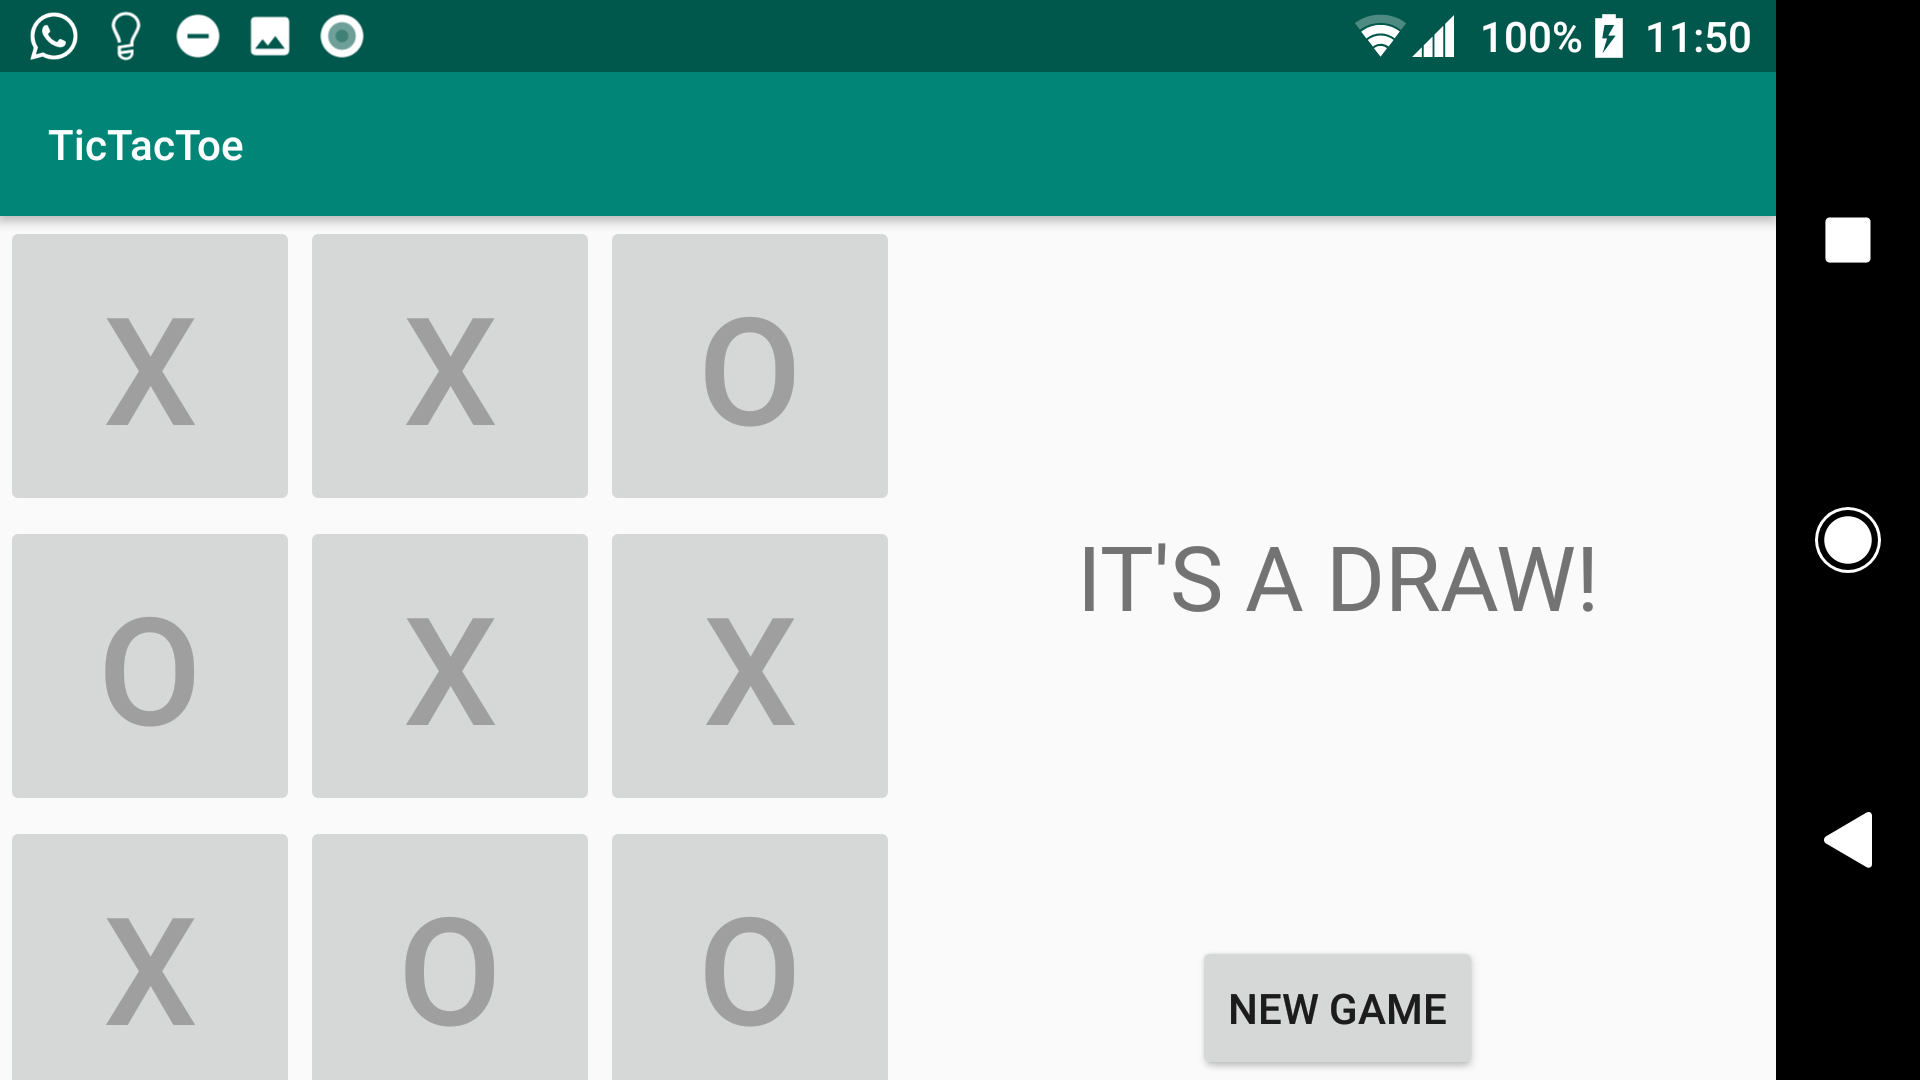 100% 11:50
TicTacToe
X X O
O X X
X O O
IT'S A DRAW!
NEW GAME